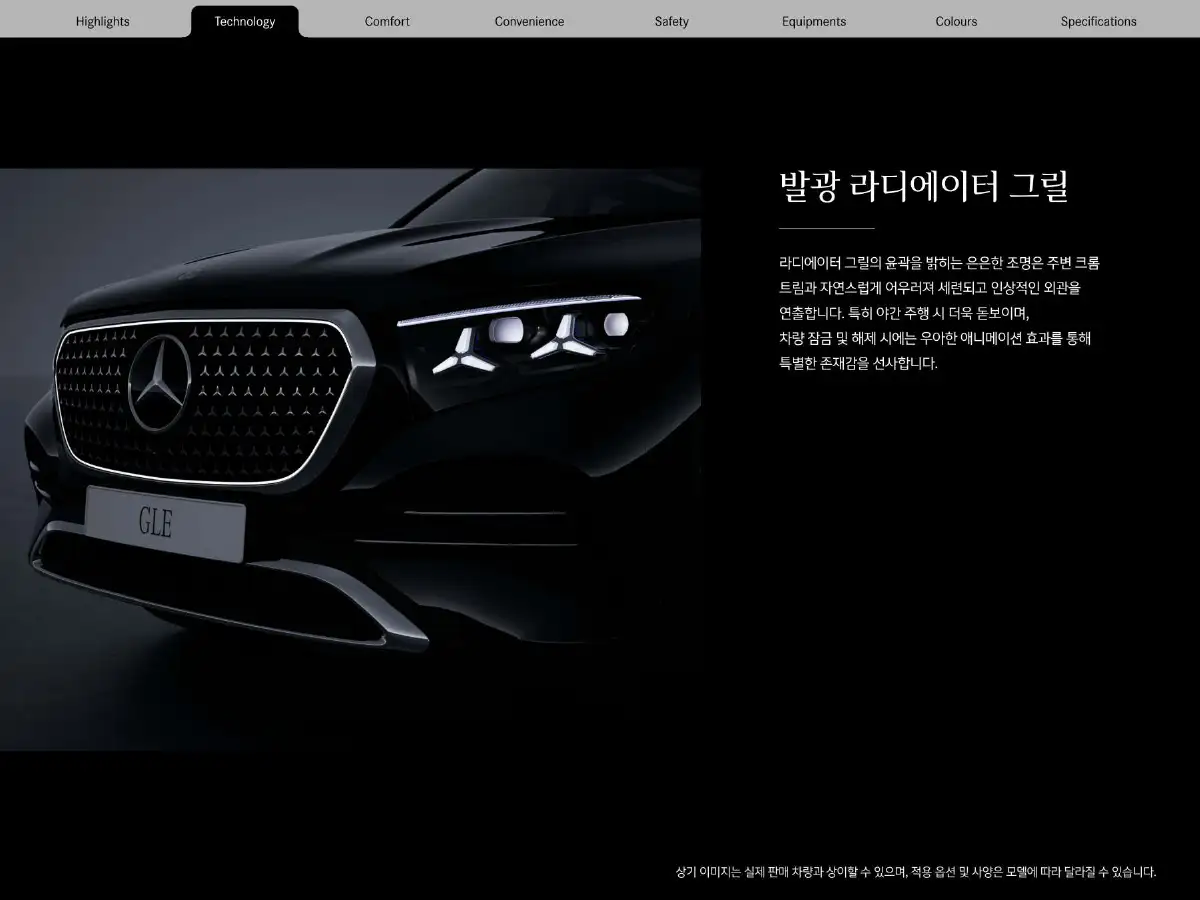 Highlights
Technology
Comfort
Convenience
Safety
Equipments
Colours
Specifications
발광 라디에이터 그릴
라디에이터 그릴의 윤곽을 밝히는 은은한 조명은 주변 크롬
트림과 자연스럽게 어우러져 세련되고 인상적인 외관을
연출합니다. 특히 야간 주행 시 더욱 돋보이며,
차량 잠금 및 해제 시에는 우아한 애니메이션 효과를 통해
특별한 존재감을 선사합니다.
GLE
상기 이미지는 실제 판매 차량과 상이할 수 있으며, 적용 옵션 및 사양은 모델에 따라 달라질 수 있습니다.